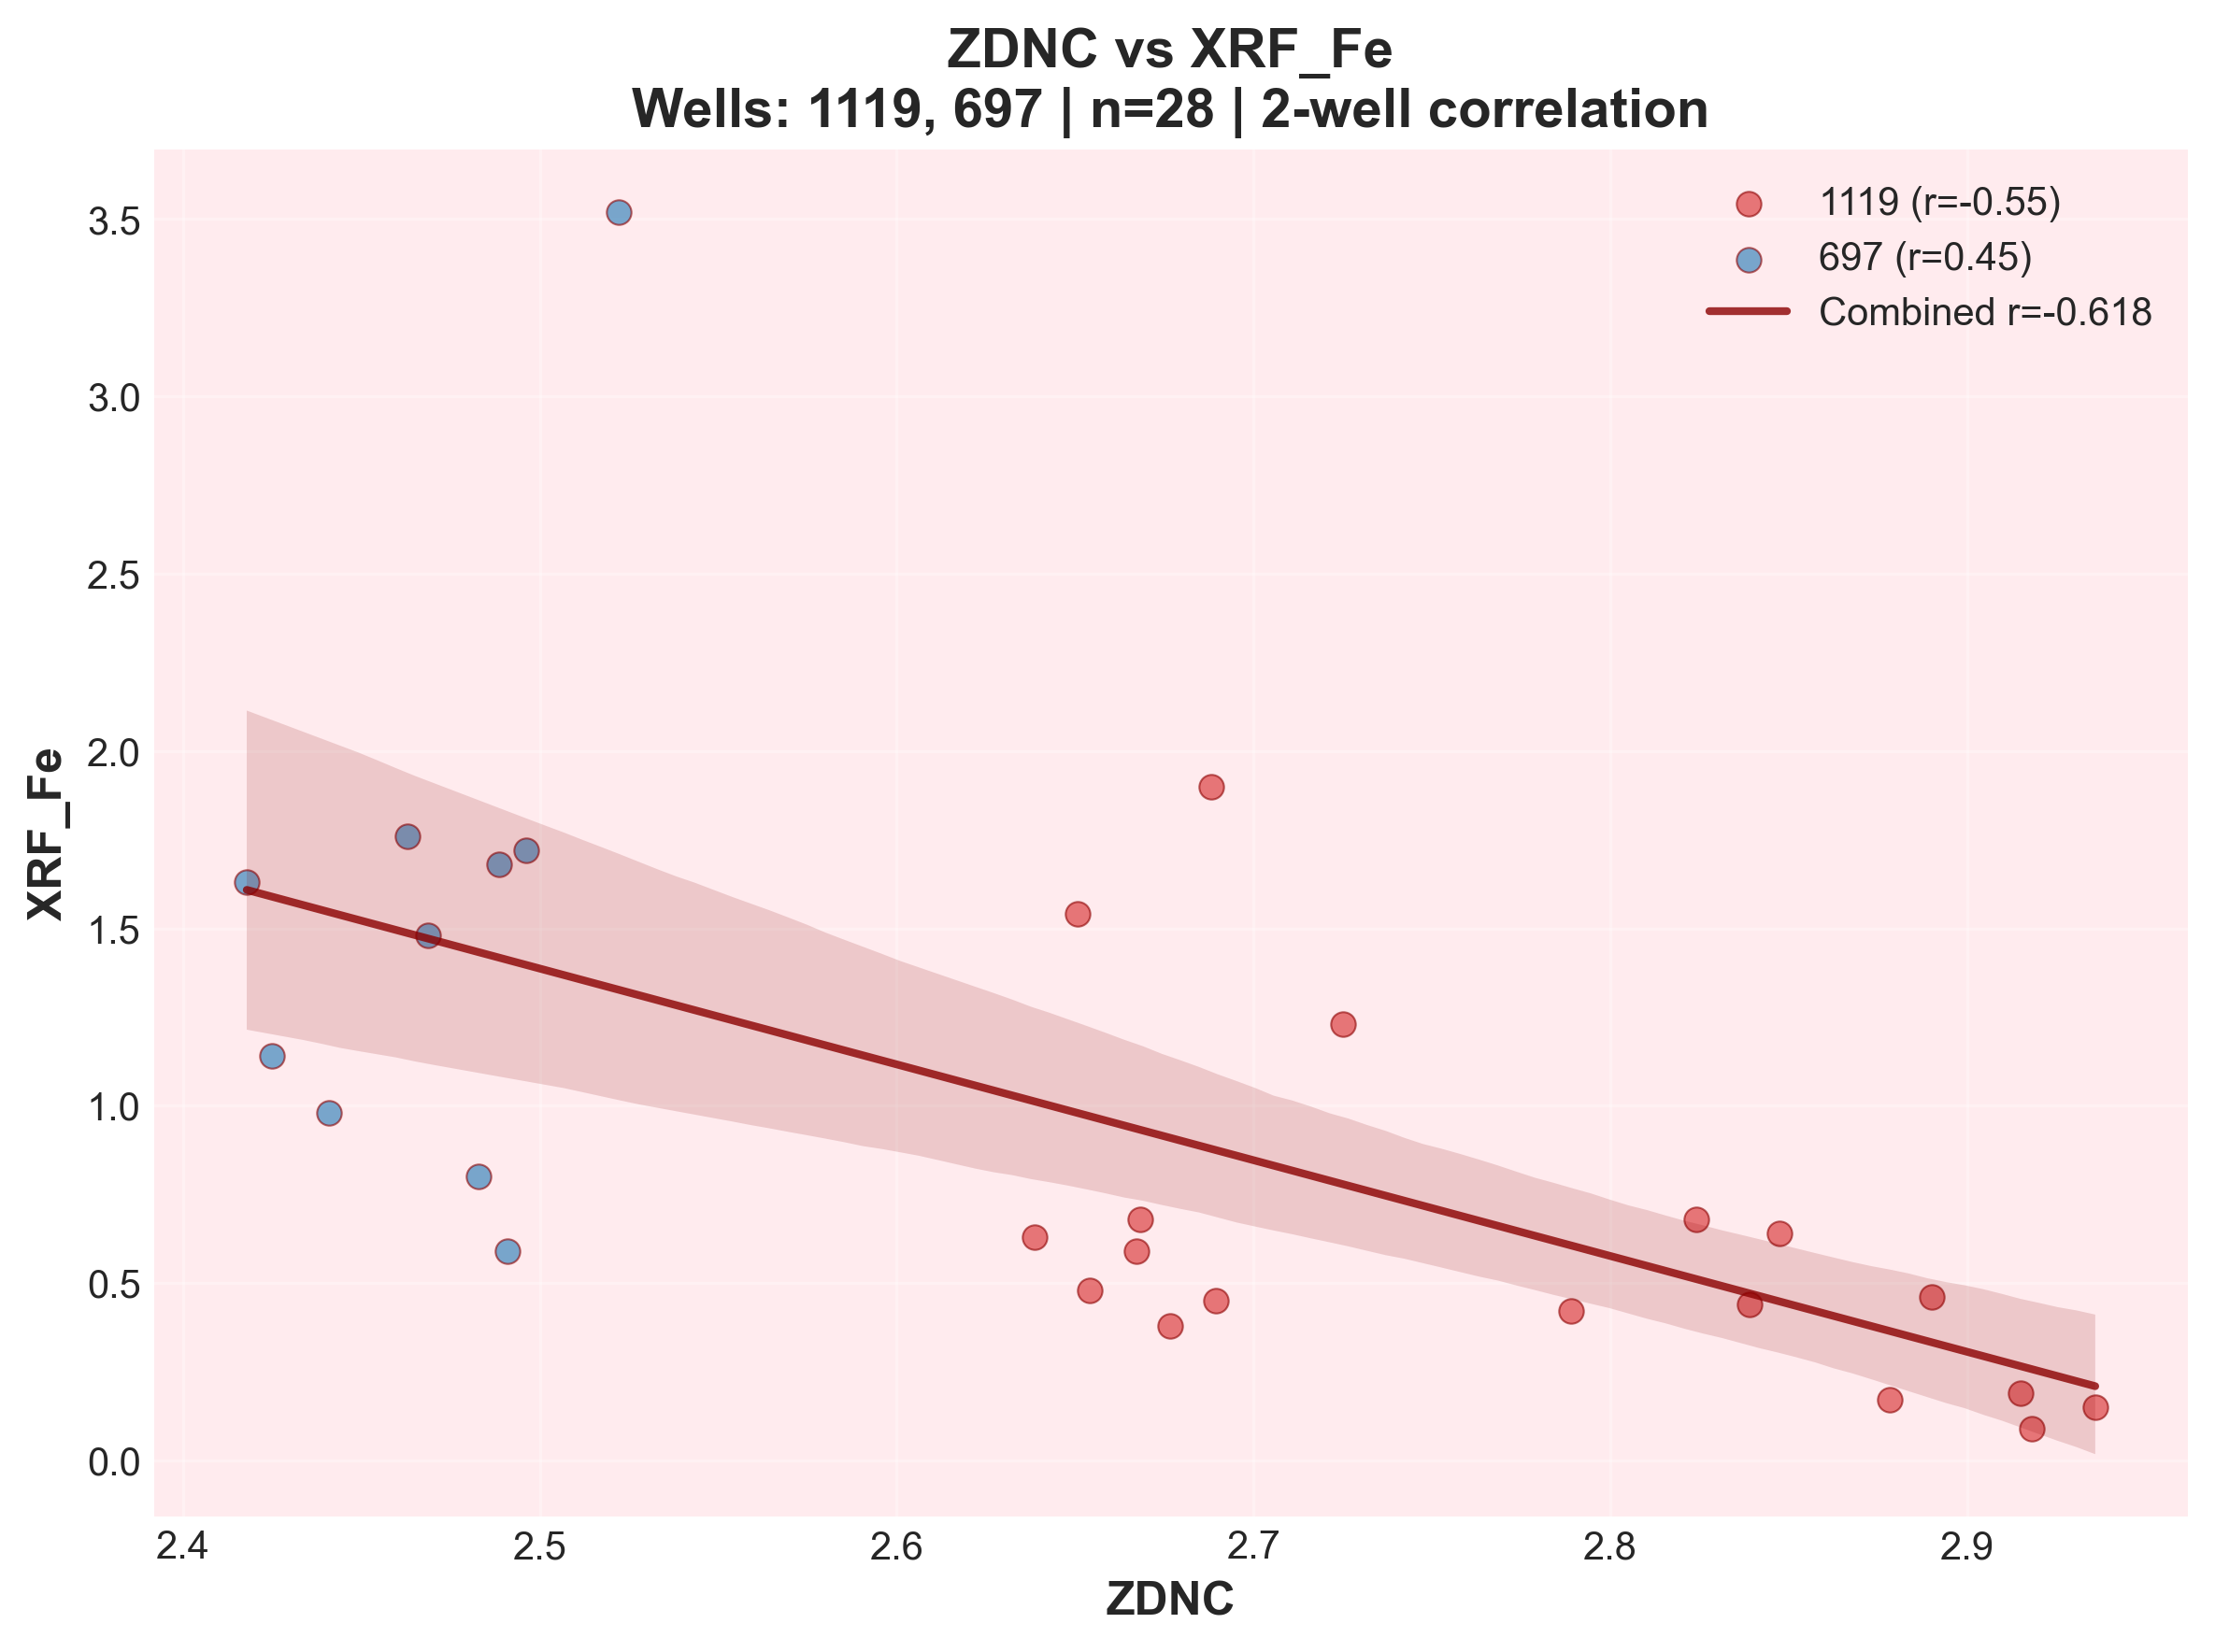 ZDNC vs XRF_Fe
Wells: 1119, 697 | n=28 | 2-well correlation
1119 (r=-0.55)
697 (r=0.45)
Combined r=-0.618
XRF_Fe
3.5
3.0
2.5
2.0
1.5
1.0
0.5
0.0
2.4 2.5 2.6 2.7 2.8 2.9
ZDNC